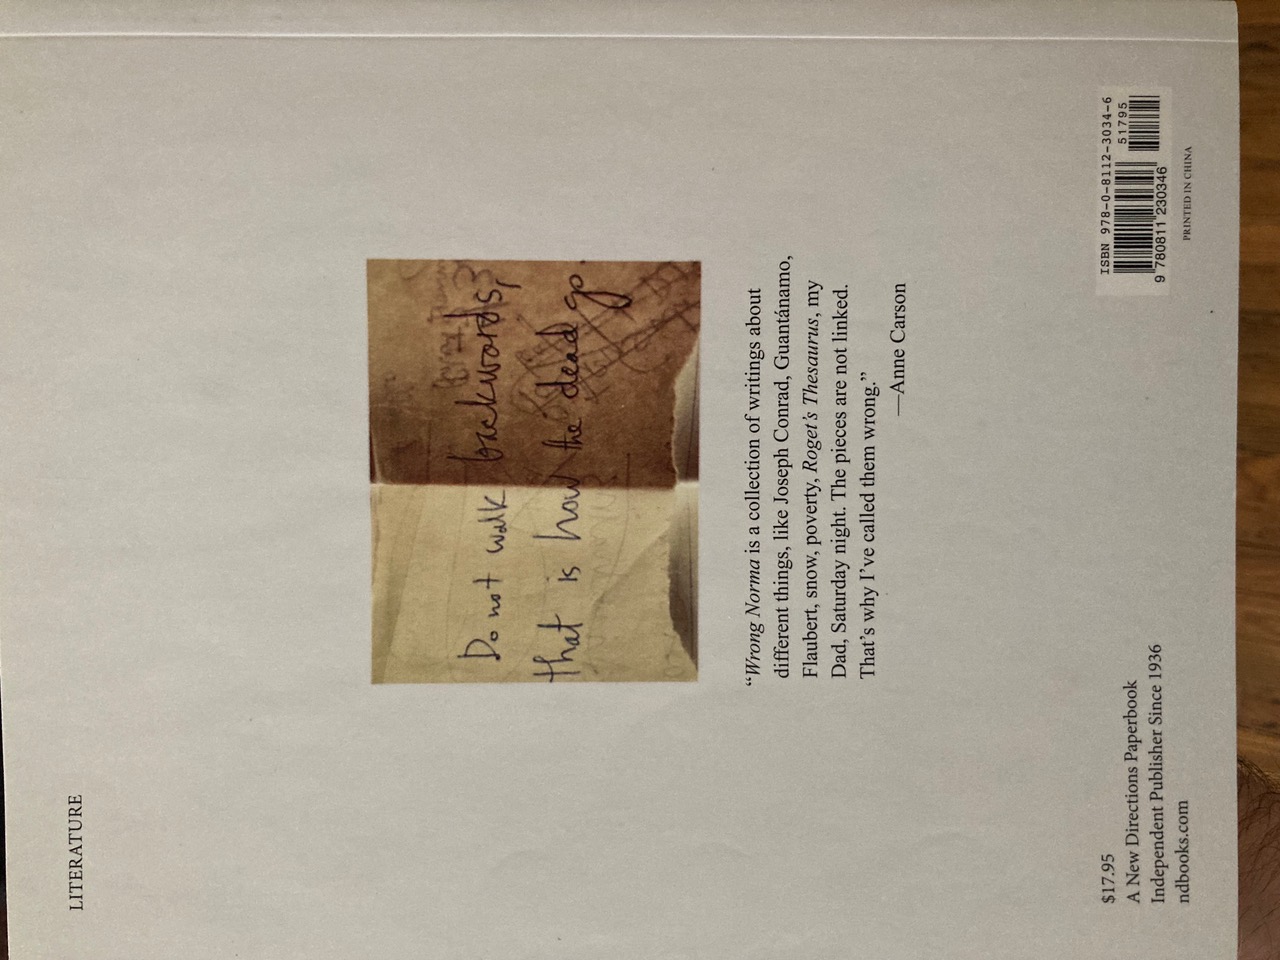 LITERATURE
Do not walk backwards,
that is how the dead go.
“Wrong Norma is a collection of writings about
different things, like Joseph Conrad, Guantánamo,
Flaubert, snow, poverty, Roget’s Thesaurus, my
Dad, Saturday night. The pieces are not linked.
That’s why I’ve called them wrong.”
—Anne Carson
$17.95
A New Directions Paperbook
Independent Publisher Since 1936
ndbooks.com
ISBN 978-0-8112-3034-6
51795
9 780811 230346
PRINTED IN CHINA